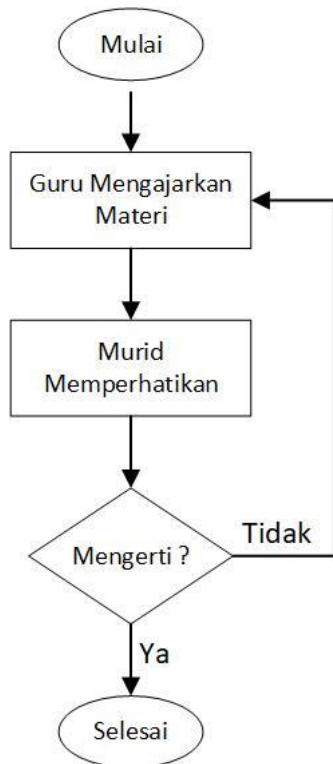 Mulai
Guru Mengajarkan
Materi
Murid
Memperhatikan
Mengerti ?
Tidak
Ya
Selesai